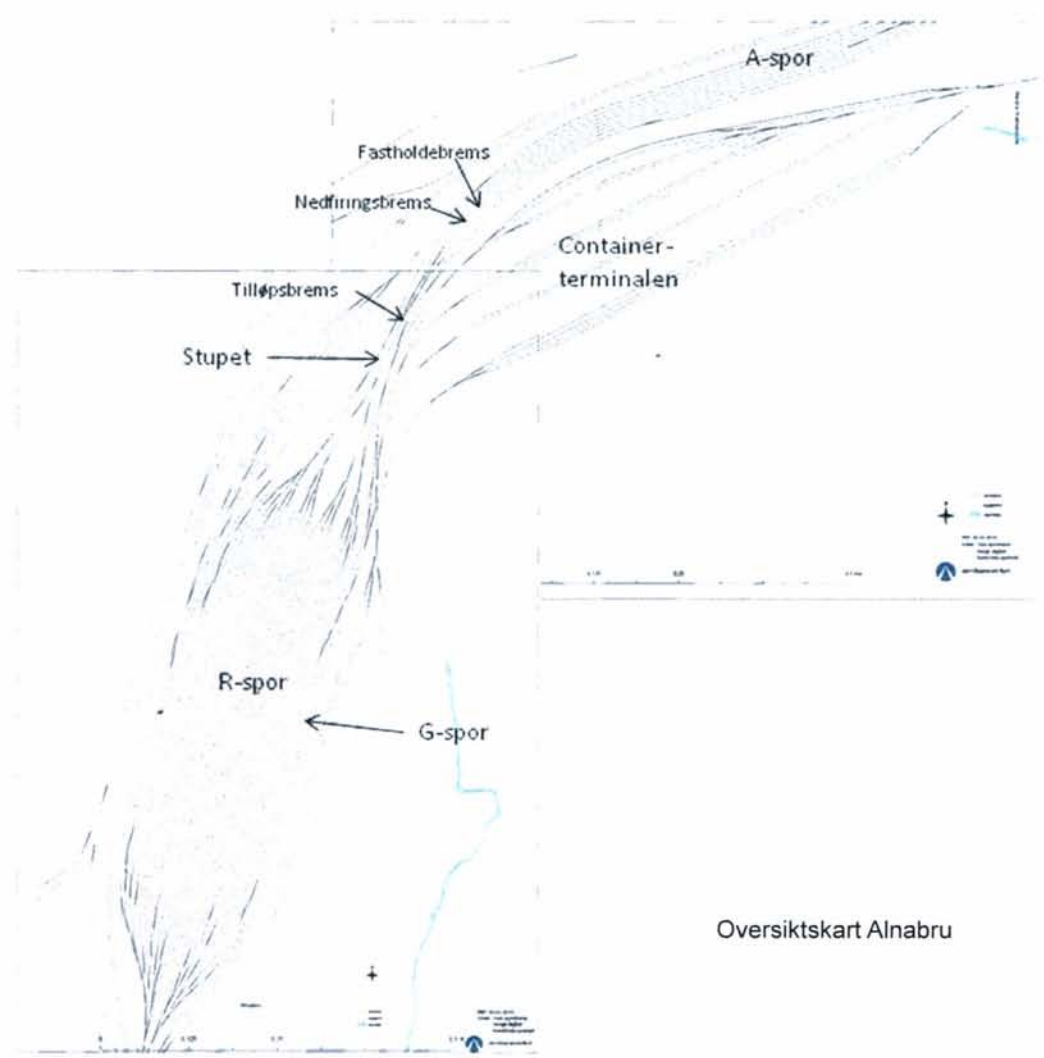 A-spor
Fastholdebrems
Nedfiringsbrems
Container-
terminalen
Tilløpsbrems
Stupet
R-spor
G-spor
Oversiktskart Alnabru